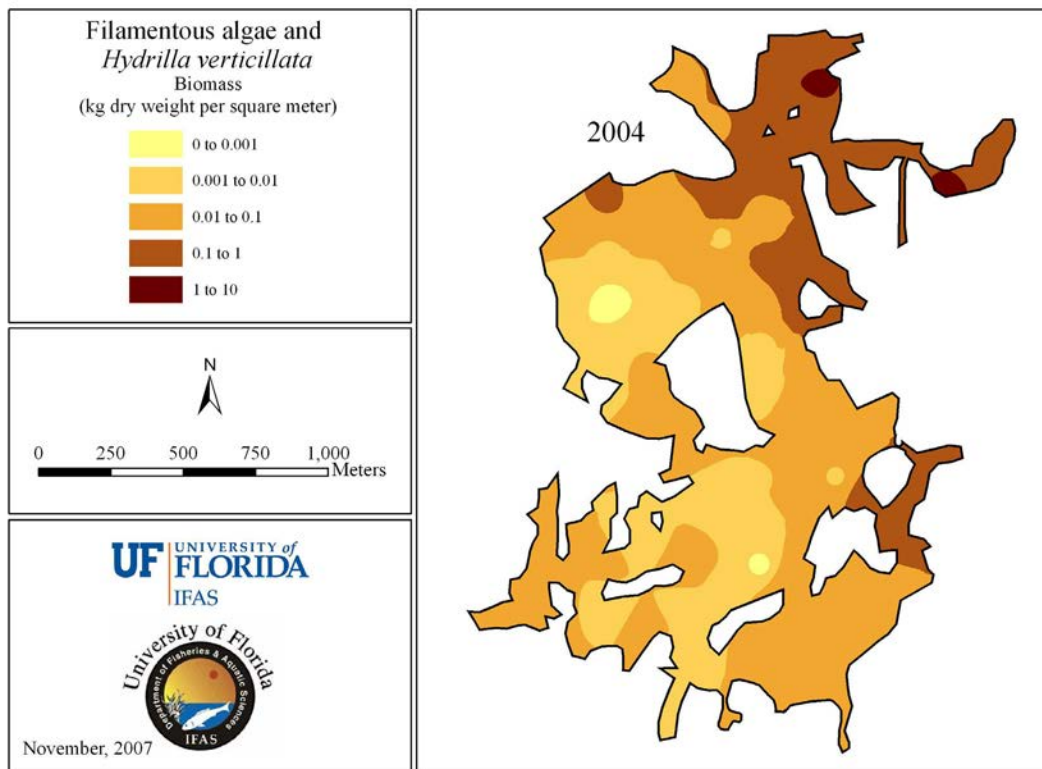 Filamentous algae and
Hydrilla verticillata
Biomass
(kg dry weight per square meter)
0 to 0.001
0.001 to 0.01
0.01 to 0.1
0.1 to 1
1 to 10
N
0 250 500 750 1,000
Meters
UF UNIVERSITY of
FLORIDA
IFAS
University of Florida
Department of Fisheries & Aquatic Sciences
IFAS
November, 2007
2004